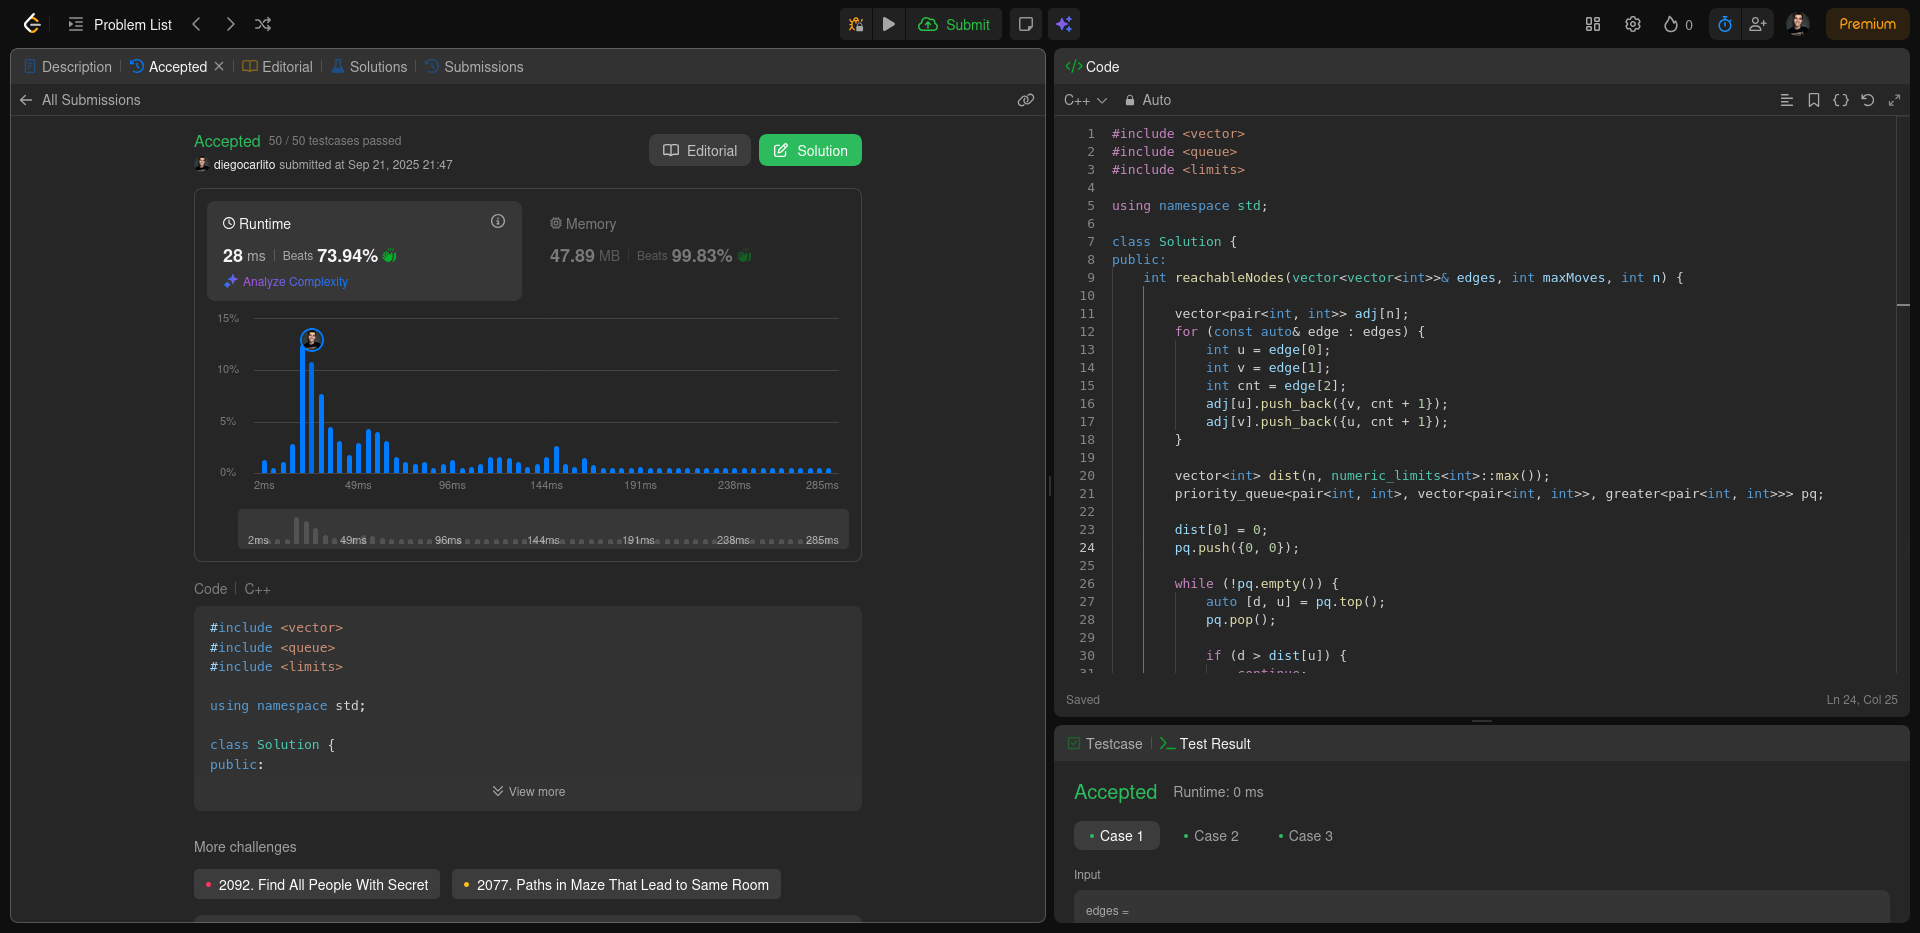 Problem List
Submit
0
Premium
Description
Accepted
Editorial
Solutions
Submissions
All Submissions
Accepted 50 / 50 testcases passed
diegocarlito submitted at Sep 21, 2025 21:47
Editorial
Solution
Runtime
28 ms Beats 73.94%
Analyze Complexity
Memory
47.89 MB Beats 99.83%
15%
10%
5%
0%
2ms 49ms 96ms 144ms 191ms 238ms 285ms
2ms 49ms 96ms 144ms 191ms 238ms 285ms
Code C++
#include <vector>
#include <queue>
#include <limits>
using namespace std;
class Solution {
public:
View more
More challenges
2092. Find All People With Secret
2077. Paths in Maze That Lead to Same Room
Code
C++ Auto
1 #include <vector>
2 #include <queue>
3 #include <limits>
4
5 using namespace std;
6
7 class Solution {
8 public:
9 int reachableNodes(vector<vector<int>>& edges, int maxMoves, int n) {
10
11 vector<pair<int, int>> adj[n];
12 for (const auto& edge : edges) {
13 int u = edge[0];
14 int v = edge[1];
15 int cnt = edge[2];
16 adj[u].push_back({v, cnt + 1});
17 adj[v].push_back({u, cnt + 1});
18 }
19
20 vector<int> dist(n, numeric_limits<int>::max());
21 priority_queue<pair<int, int>, vector<pair<int, int>>, greater<pair<int, int>>> pq;
22
23 dist[0] = 0;
24 pq.push({0, 0});
25
26 while (!pq.empty()) {
27 auto [d, u] = pq.top();
28 pq.pop();
29
30 if (d > dist[u]) {
31 continue;
Saved
Ln 24, Col 25
Testcase
Test Result
Accepted Runtime: 0 ms
Case 1
Case 2
Case 3
Input
edges =